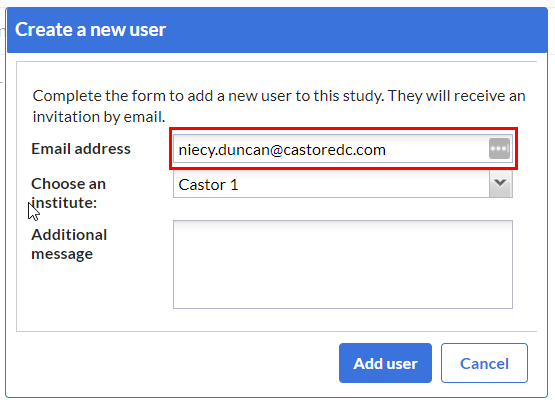 Create a new user
Complete the form to add a new user to this study. They will receive an
invitation by email.
Email address
niecy.duncan@castoredc.com
Choose an
institute:
Castor 1
Additional
message
Add user
Cancel